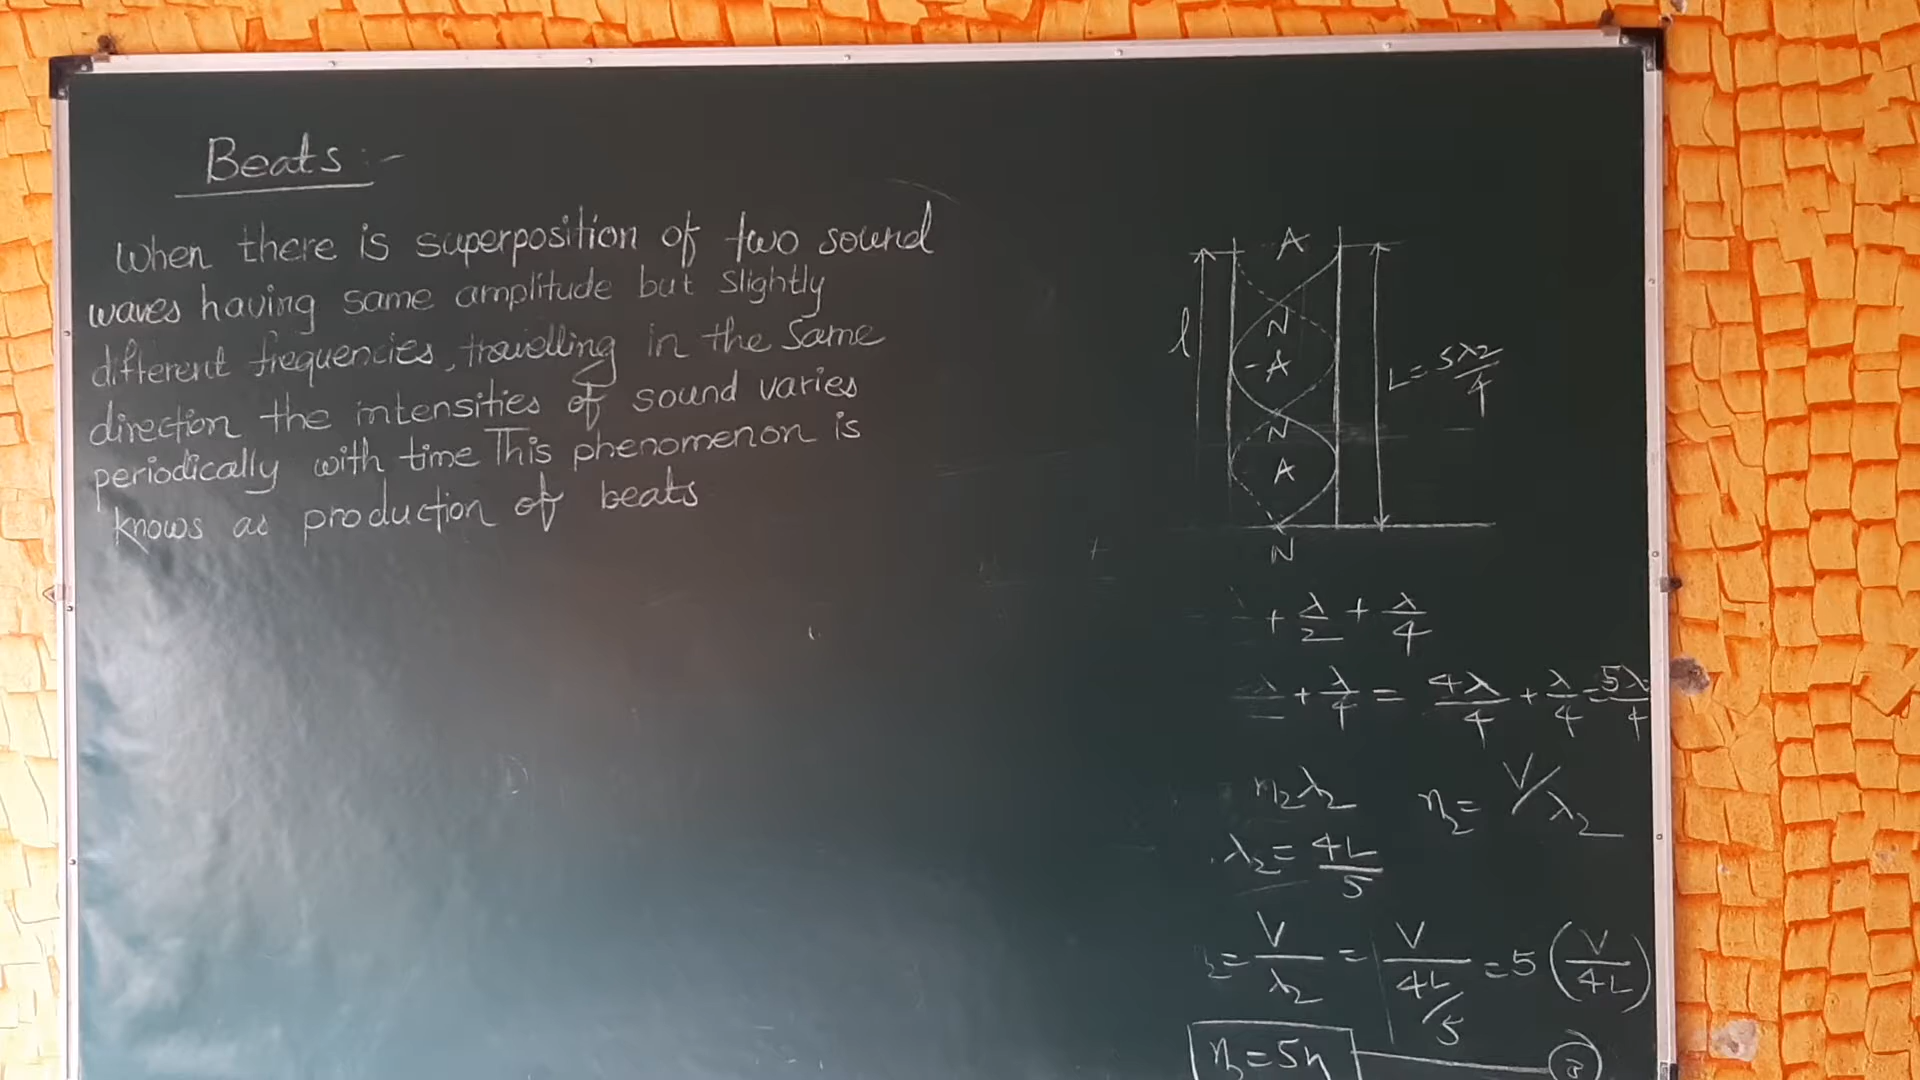 Beats :-
When there is superposition of two sound
waves having same amplitude but slightly
different frequencies, travelling in the same
direction the intensities of sound varies
periodically with time This phenomenon is
knows as production of beats
A
N
A
N
A
N
l
L = 5λ2/4
+ λ/2 + λ/4
λ + λ/4 = 4λ/4 + λ/4 = 5λ/4
n2λ2
n2 = V/λ2
λ2 = 4L/5
2 = V/λ2 = V/(4L/5) = 5(V/4L)
n2 = 5n